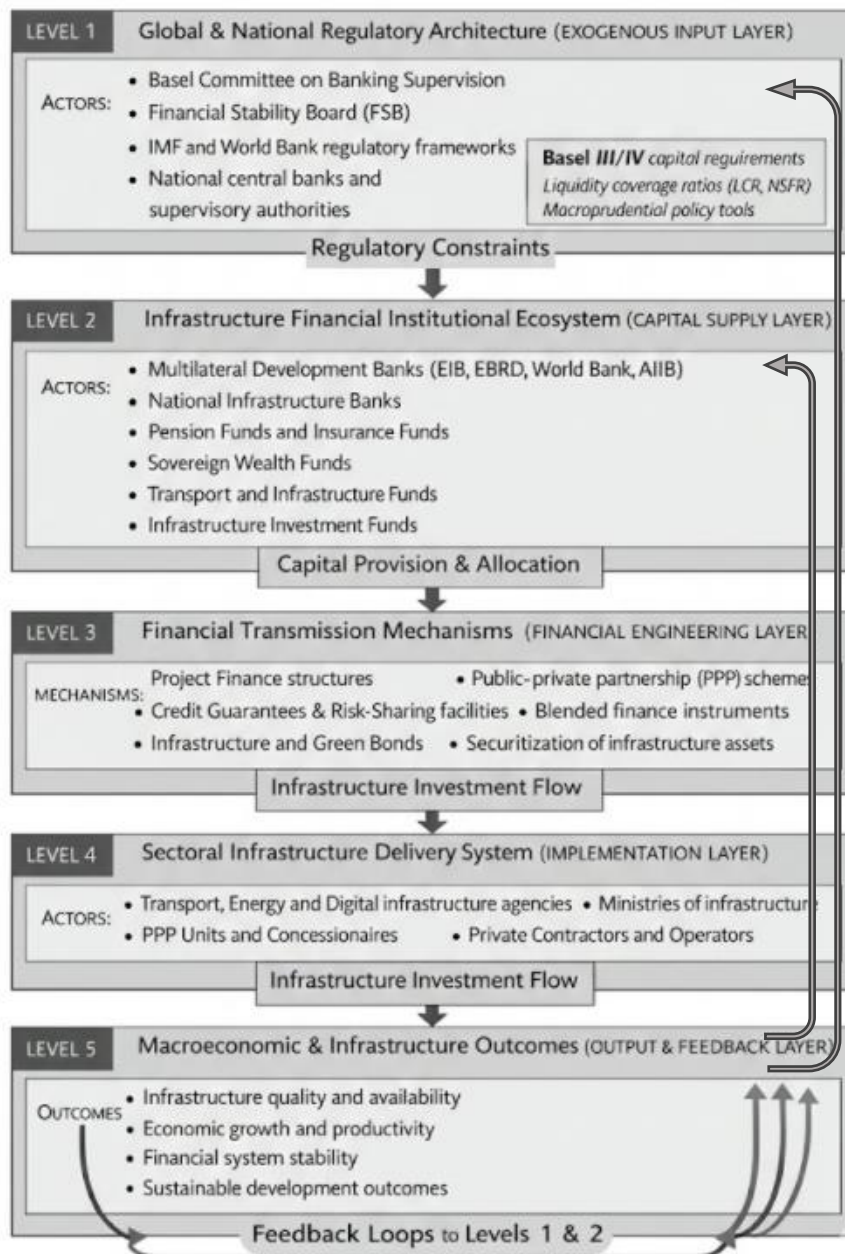 LEVEL 1 Global & National Regulatory Architecture (EXOGENOUS INPUT LAYER)
ACTORS:
• Basel Committee on Banking Supervision
• Financial Stability Board (FSB)
• IMF and World Bank regulatory frameworks
• National central banks and
supervisory authorities
Basel III/IV capital requirements
Liquidity coverage ratios (LCR, NSFR)
Macroprudential policy tools
Regulatory Constraints
LEVEL 2 Infrastructure Financial Institutional Ecosystem (CAPITAL SUPPLY LAYER)
ACTORS:
• Multilateral Development Banks (EIB, EBRD, World Bank, AIIB)
• National Infrastructure Banks
• Pension Funds and Insurance Funds
• Sovereign Wealth Funds
• Transport and Infrastructure Funds
• Infrastructure Investment Funds
Capital Provision & Allocation
LEVEL 3 Financial Transmission Mechanisms (FINANCIAL ENGINEERING LAYER
MECHANISMS:
Project Finance structures • Public-private partnership (PPP) schemes
• Credit Guarantees & Risk-Sharing facilities • Blended finance instruments
• Infrastructure and Green Bonds • Securitization of infrastructure assets
Infrastructure Investment Flow
LEVEL 4 Sectoral Infrastructure Delivery System (IMPLEMENTATION LAYER)
ACTORS:
• Transport, Energy and Digital infrastructure agencies • Ministries of infrastructure
• PPP Units and Concessionaires • Private Contractors and Operators
Infrastructure Investment Flow
LEVEL 5 Macroeconomic & Infrastructure Outcomes (OUTPUT & FEEDBACK LAYER)
OUTCOMES
• Infrastructure quality and availability
• Economic growth and productivity
• Financial system stability
• Sustainable development outcomes
Feedback Loops to Levels 1 & 2